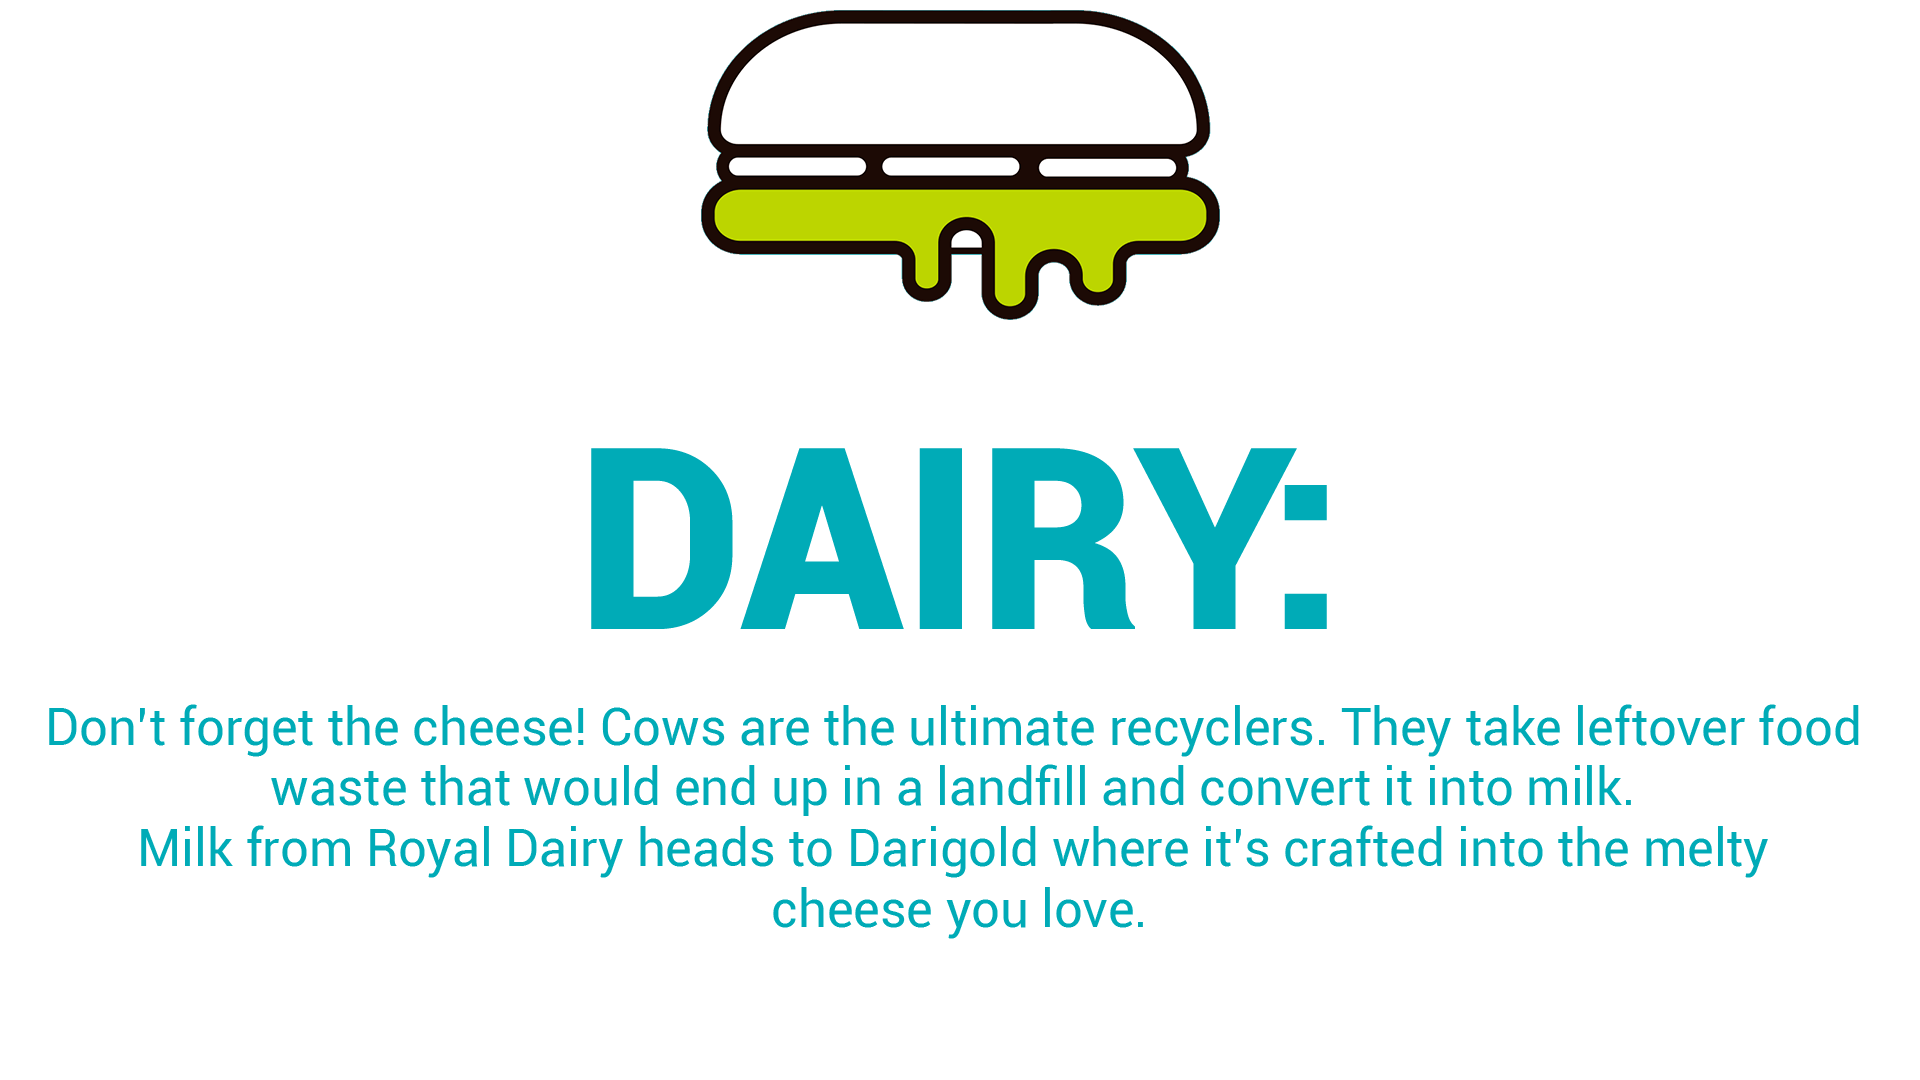 DAIRY:
Don't forget the cheese! Cows are the ultimate recyclers. They take leftover food
waste that would end up in a landfill and convert it into milk.
Milk from Royal Dairy heads to Darigold where it's crafted into the melty
cheese you love.